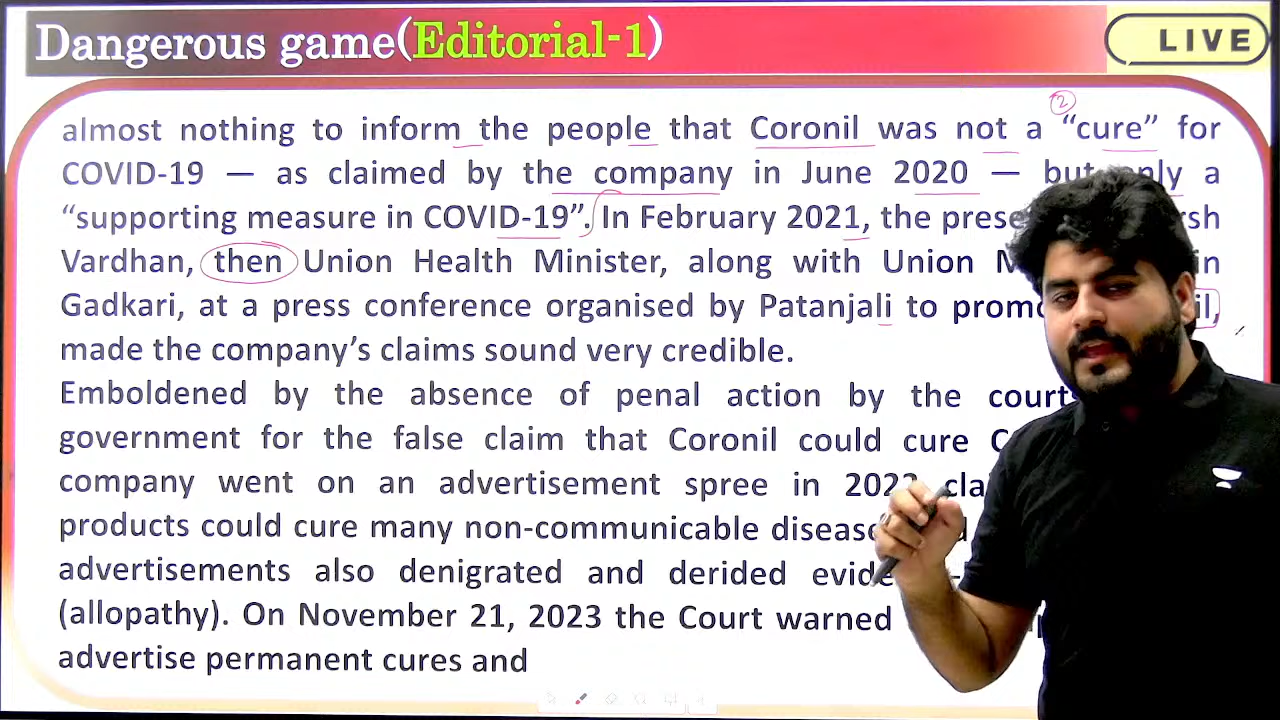 Dangerous game(Editorial-1)
LIVE
②
almost nothing to inform the people that Coronil was not a “cure” for
COVID-19 — as claimed by the company in June 2020 — but only a
“supporting measure in COVID-19”. In February 2021, the
Vardhan, then Union Health Minister, along with Union in
Gadkari, at a press conference organised by Patanjali to
made the company’s claims sound very credible.
Emboldened by the absence of penal action by the
government for the false claim that Coronil could cure
company went on an advertisement spree in
products could cure many non-communicable
advertisements also denigrated and derided
(allopathy). On November 21, 2023 the Court warned
advertise permanent cures and